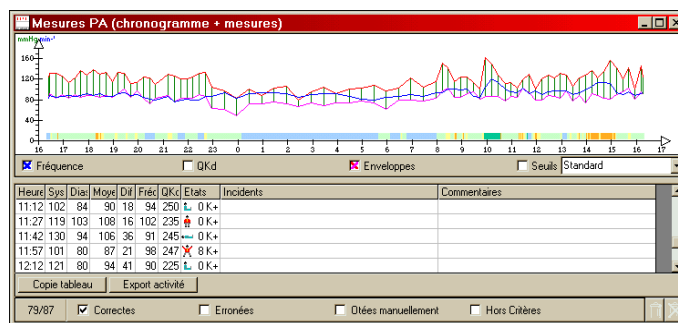 Mesures PA (chronogramme + mesures)
mmHg min-¹
160
120
80
40
0
16 17 18 19 20 21 22 23 0 1 2 3 4 5 6 7 8 9 10 11 12 13 14 15 16 17
Fréquence QKd Enveloppes Seuils Standard
Heure Sys Dias Moye Dif Fréc QKd Etats Incidents Commentaires
11:12 102 84 90 18 94 250 0 K+
11:27 119 103 108 16 102 235 0 K+
11:42 130 94 106 36 91 245 0 K+
11:57 101 80 87 21 98 247 8 K+
12:12 121 80 94 41 90 225 0 K+
Copie tableau Export activité
79/87 Correctes Erronées Otées manuellement Hors Critères